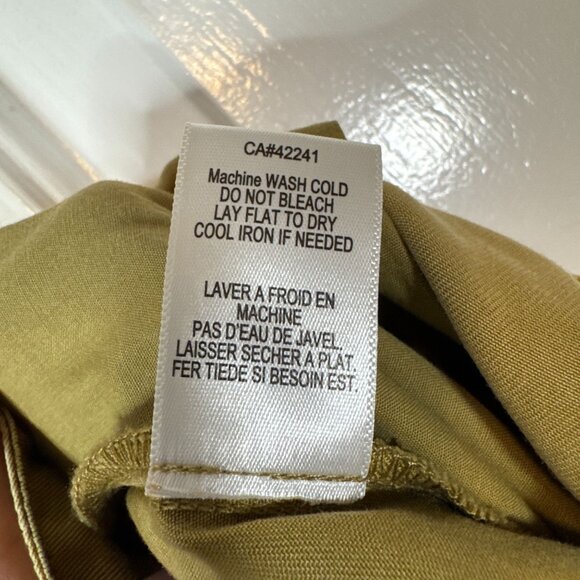 CA#42241
Machine WASH COLD
DO NOT BLEACH
LAY FLAT TO DRY
COOL IRON IF NEEDED
LAVER A FROID EN
MACHINE
PAS D'EAU DE JAVEL.
LAISSER SECHER A PLAT.
FER TIEDE SI BESOIN EST.